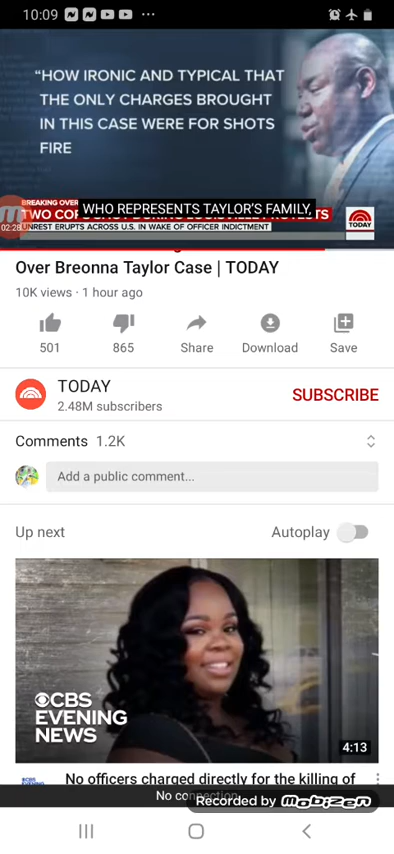 10:09
“HOW IRONIC AND TYPICAL THAT
THE ONLY CHARGES BROUGHT
IN THIS CASE WERE FOR SHOTS
FIRE
BREAKING OVER
TWO COP
WHO REPRESENTS TAYLOR'S FAMILY,
UNREST ERUPTS ACROSS U.S. IN WAKE OF OFFICER INDICTMENT
TODAY
02:28
Over Breonna Taylor Case | TODAY
10K views · 1 hour ago
501
865
Share
Download
Save
TODAY
2.48M subscribers
SUBSCRIBE
Comments 1.2K
Add a public comment...
Up next
Autoplay
CBS
EVENING
NEWS
4:13
CBS
No officers charged directly for the killing of
No connection
Recorded by Mobizen